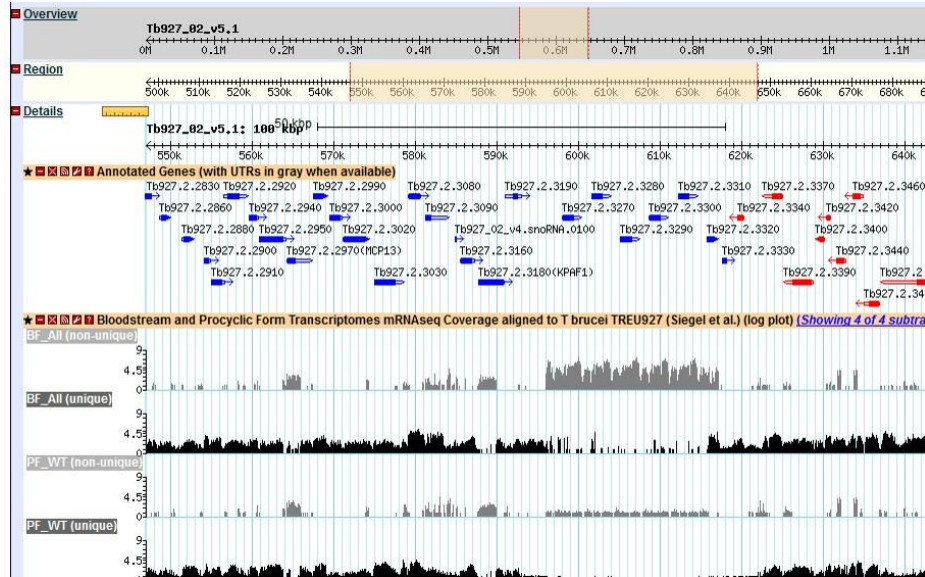 Overview
Tb927_02_v5.1
0M 0.1M 0.2M 0.3M 0.4M 0.5M 0.6M 0.7M 0.8M 0.9M 1M 1.1M
Region
500k 510k 520k 530k 540k 550k 560k 570k 580k 590k 600k 610k 620k 630k 640k 650k 660k 670k 680k
Details
50 kbp
Tb927_02_v5.1: 100 kbp
550k 560k 570k 580k 590k 600k 610k 620k 630k 640k
Annotated Genes (with UTRs in gray when available)
Tb927.2.2830 Tb927.2.2920 Tb927.2.2990 Tb927.2.3080 Tb927.2.3190 Tb927.2.3280 Tb927.2.3310 Tb927.2.3370 Tb927.2.3460
Tb927.2.2860 Tb927.2.2940 Tb927.2.3000 Tb927.2.3090 Tb927.2.3270 Tb927.2.3300 Tb927.2.3340 Tb927.2.3420
Tb927.2.2880 Tb927.2.2950 Tb927.2.3020 Tb927_02_v4.snoRNA.0100 Tb927.2.3290 Tb927.2.3320 Tb927.2.3400
Tb927.2.2900 Tb927.2.2970(MCP13) Tb927.2.3160 Tb927.2.3330 Tb927.2.3440
Tb927.2.2910 Tb927.2.3030 Tb927.2.3180(KPAF1) Tb927.2.3390 Tb927.2
Tb927.2.34
Bloodstream and Procyclic Form Transcriptomes mRNAseq Coverage aligned to T brucei TREU927 (Siegel et al.) (log plot) (Showing 4 of 4 subtra
BF_All (non-unique)
9
4.5
0
BF_All (unique)
9
4.5
0
PF_WT (non-unique)
9
4.5
0
PF_WT (unique)
9
4.5